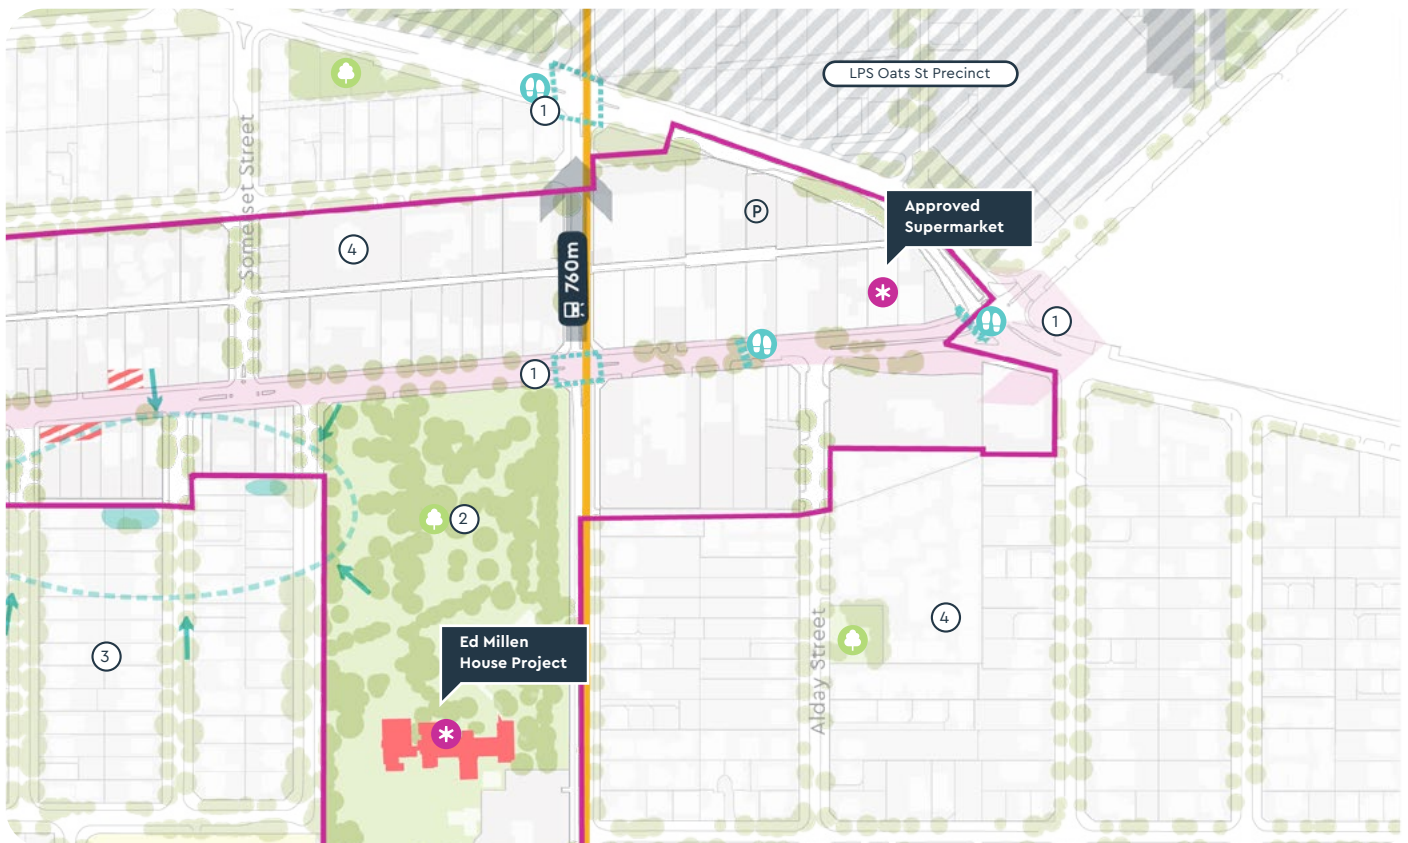 LPS Oats St Precinct
1
Somerset Street
Approved
Supermarket
P
4
760m
1
1
2
Ed Millen
House Project
3
Alday Street
4